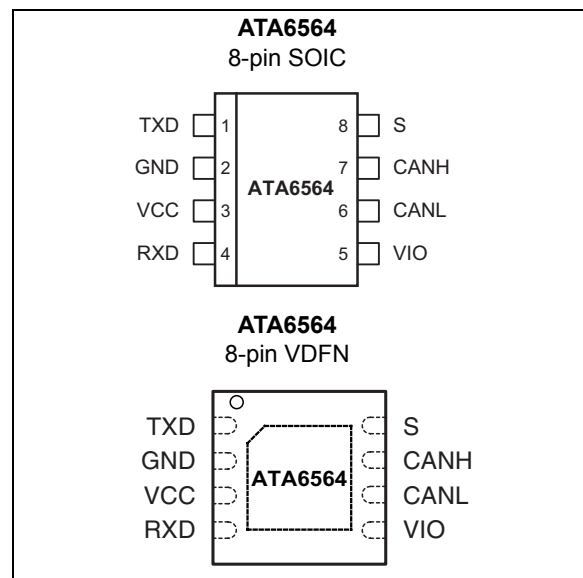 ATA6564
8-pin SOIC
TXD 1 8 S
GND 2 7 CANH
ATA6564
VCC 3 6 CANL
RXD 4 5 VIO
ATA6564
8-pin VDFN
TXD S
GND CANH
ATA6564
VCC CANL
RXD VIO